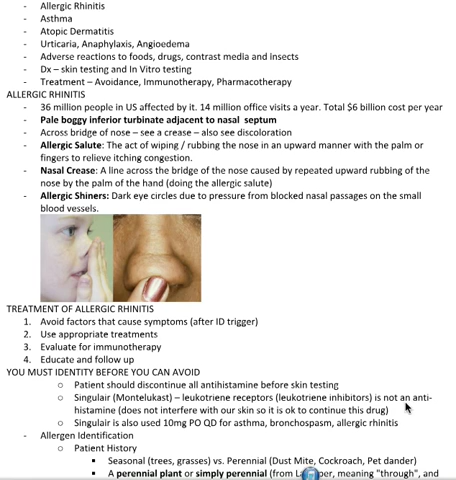 - Allergic Rhinitis
- Asthma
- Atopic Dermatitis
- Urticaria, Anaphylaxis, Angioedema
- Adverse reactions to foods, drugs, contrast media and insects
- Dx – skin testing and In Vitro testing
- Treatment – Avoidance, Immunotherapy, Pharmacotherapy
ALLERGIC RHINITIS
- 36 million people in US affected by it. 14 million office visits a year. Total $6 billion cost per year
- Pale boggy inferior turbinate adjacent to nasal septum
- Across bridge of nose – see a crease – also see discoloration
- Allergic Salute: The act of wiping / rubbing the nose in an upward manner with the palm or
fingers to relieve itching congestion.
- Nasal Crease: A line across the bridge of the nose caused by repeated upward rubbing of the
nose by the palm of the hand (doing the allergic salute)
- Allergic Shiners: Dark eye circles due to pressure from blocked nasal passages on the small
blood vessels.
TREATMENT OF ALLERGIC RHINITIS
1. Avoid factors that cause symptoms (after ID trigger)
2. Use appropriate treatments
3. Evaluate for immunotherapy
4. Educate and follow up
YOU MUST IDENTITY BEFORE YOU CAN AVOID
o Patient should discontinue all antihistamine before skin testing
o Singulair (Montelukast) – leukotriene receptors (leukotriene inhibitors) is not an anti-
histamine (does not interfere with our skin so it is ok to continue this drug)
o Singulair is also used 10mg PO QD for asthma, bronchospasm, allergic rhinitis
- Allergen Identification
o Patient History
▪ Seasonal (trees, grasses) vs. Perennial (Dust Mite, Cockroach, Pet dander)
▪ A perennial plant or simply perennial (from per, meaning "through", and